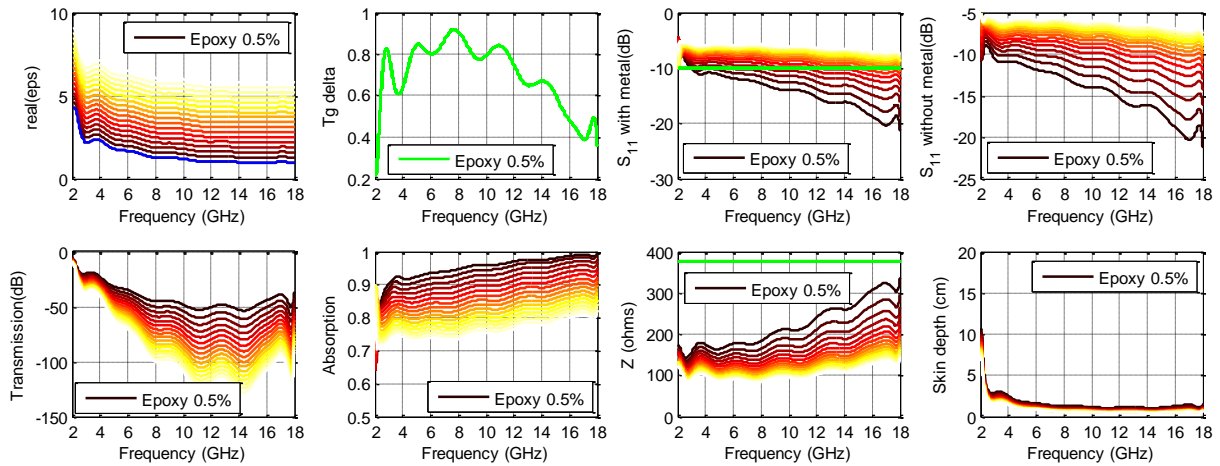 10
5
0
2 4 6 8 10 12 14 16 18
Frequency (GHz)
real(eps)
Epoxy 0.5%
1
0.8
0.6
0.4
0.2
2 4 6 8 10 12 14 16 18
Frequency (GHz)
Tg delta
Epoxy 0.5%
0
-10
-20
-30
2 4 6 8 10 12 14 16 18
Frequency (GHz)
S11 with metal(dB)
Epoxy 0.5%
-5
-10
-15
-20
-25
2 4 6 8 10 12 14 16 18
Frequency (GHz)
S11 without metal(dB)
Epoxy 0.5%
0
-50
-100
-150
2 4 6 8 10 12 14 16 18
Frequency (GHz)
Transmission(dB)
Epoxy 0.5%
1
0.9
0.8
0.7
0.6
0.5
2 4 6 8 10 12 14 16 18
Frequency (GHz)
Absorption
Epoxy 0.5%
400
300
200
100
0
2 4 6 8 10 12 14 16 18
Frequency (GHz)
Z (ohms)
Epoxy 0.5%
20
15
10
5
0
2 4 6 8 10 12 14 16 18
Frequency (GHz)
Skin depth (cm)
Epoxy 0.5%